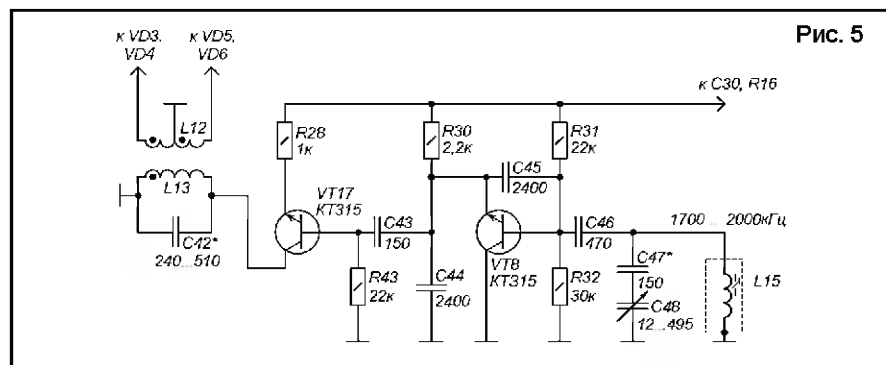 Рис. 5
к VD3,
VD4
к VD5,
VD6
к С30, R16
L12
R28
1к
R30
2,2к
R31
22к
C45
2400
L13
VT17
КТ315
C43
150
C46
470
1700 ... 2000кГц
C42*
240...510
R43
22к
C44
2400
VT8
КТ315
R32
30к
C47*
150
C48
12...495
L15